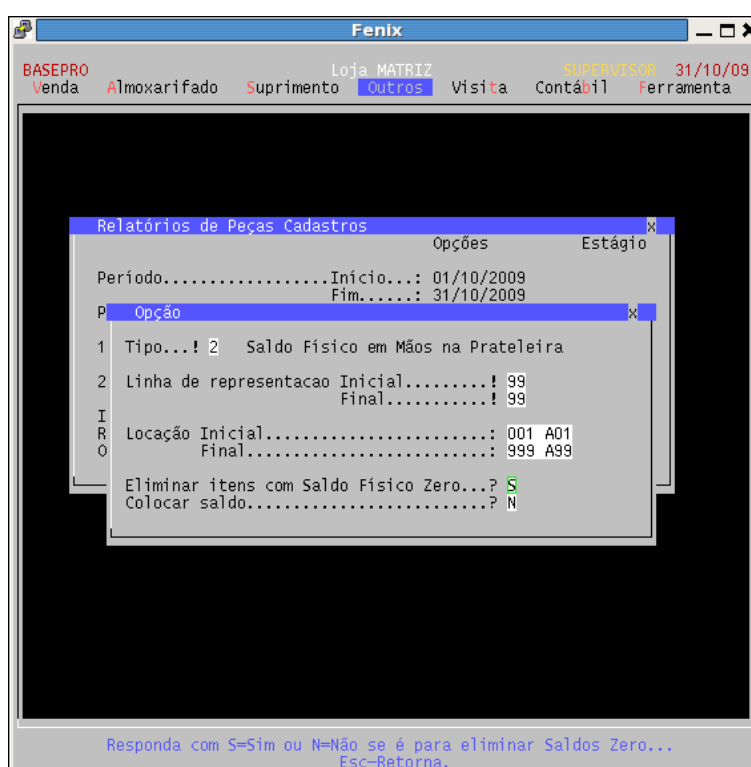 Fenix
BASEPRO Loja MATRIZ SUPERVISOR 31/10/09
Venda Almoxarifado Suprimento Outros Visita Contábil Ferramenta
Relatórios de Peças Cadastros x
Opções Estágio
Período..................Início...: 01/10/2009
Fim......: 31/10/2009
P Opção x
1 Tipo...! 2 Saldo Físico em Mãos na Prateleira
2 Linha de representacao Inicial.........! 99
Final...........! 99
I
R Locação Inicial.......................: 001 A01
O Final.........................: 999 A99
Eliminar itens com Saldo Físico Zero...? S
Colocar saldo..........................? N
Responda com S=Sim ou N=Não se é para eliminar Saldos Zero...
Esc-Retorna.